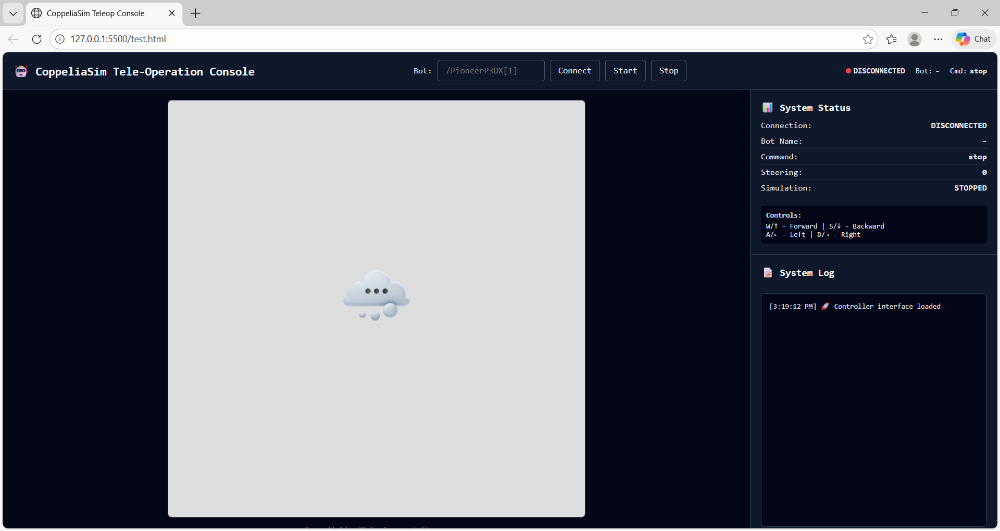 CoppeliaSim Teleop Console
127.0.0.1:5500/test.html
Chat
CoppeliaSim Tele-Operation Console
Bot: /PioneerP3DX[1] Connect Start Stop
DISCONNECTED Bot: - Cmd: stop
System Status
Connection: DISCONNECTED
Bot Name: -
Command: stop
Steering: 0
Simulation: STOPPED
Controls:
W/↑ - Forward | S/↓ - Backward
A/← - Left | D/→ - Right
System Log
[3:19:12 PM] 🚀 Controller interface loaded